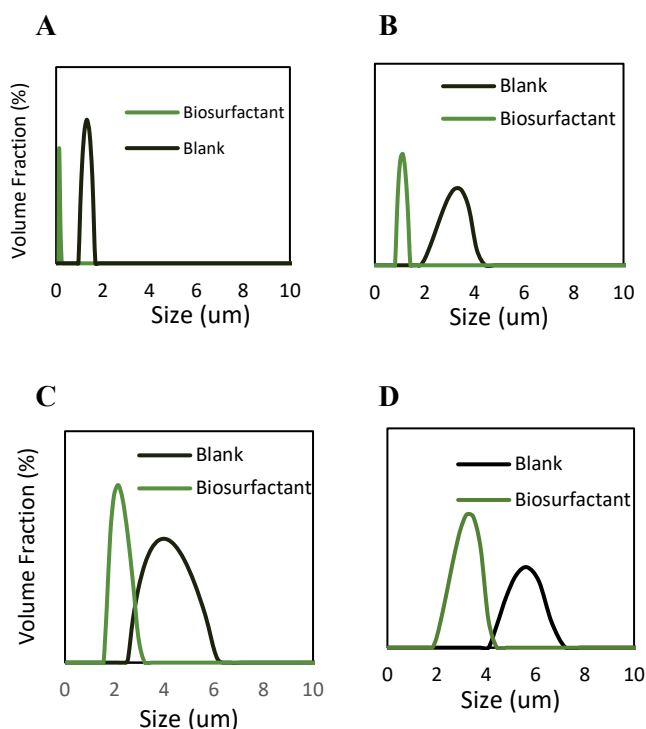 A
Volume Fraction (%)
Biosurfactant
Blank
0 2 4 6 8 10
Size (um)
B
Blank
Biosurfactant
0 2 4 6 8 10
Size (um)
C
Volume Fraction (%)
Blank
Biosurfactant
0 2 4 6 8 10
Size (um)
D
Blank
Biosurfactant
0 2 4 6 8 10
Size (um)